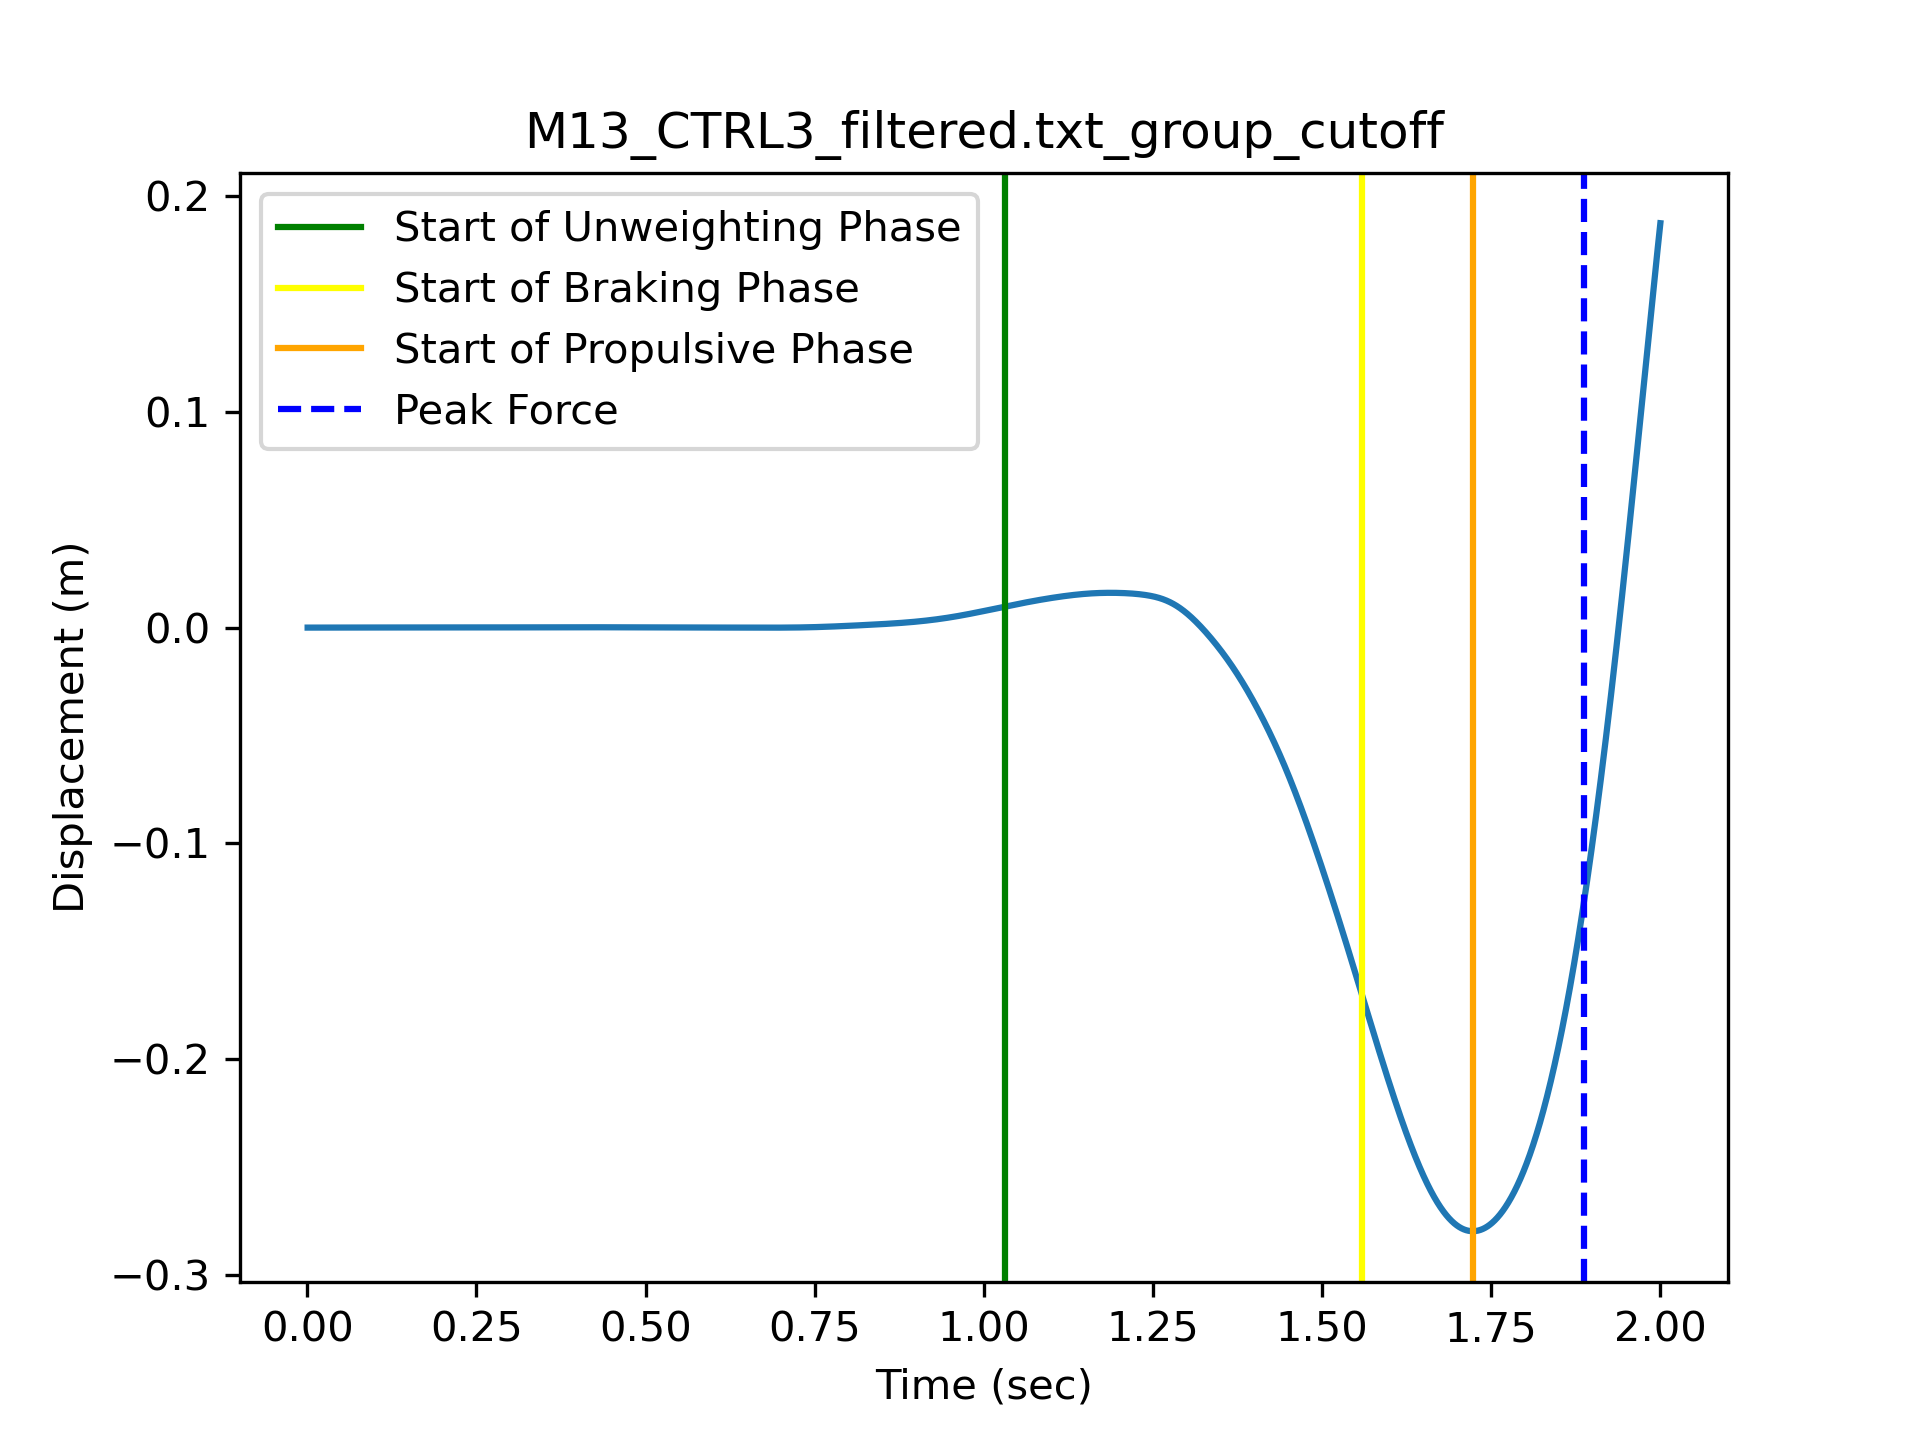 M13_CTRL3_filtered.txt_group_cutoff
Start of Unweighting Phase
Start of Braking Phase
Start of Propulsive Phase
Peak Force
0.2
0.1
0.0
−0.1
−0.2
−0.3
Displacement (m)
0.00 0.25 0.50 0.75 1.00 1.25 1.50 1.75 2.00
Time (sec)